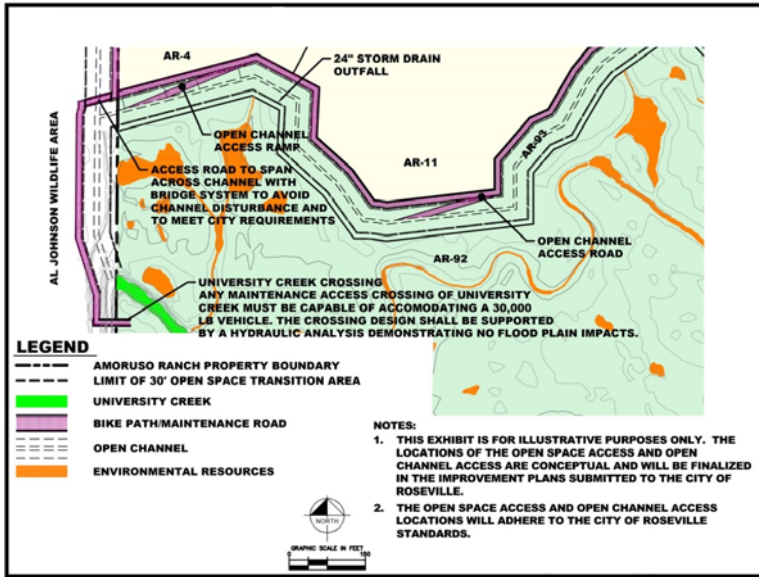 AR-4
24" STORM DRAIN
OUTFALL
OPEN CHANNEL
ACCESS RAMP
AR-11
AR-93
AL JOHNSON WILDLIFE AREA
ACCESS ROAD TO SPAN
ACROSS CHANNEL WITH
BRIDGE SYSTEM TO AVOID
CHANNEL DISTURBANCE AND
TO MEET CITY REQUIREMENTS
OPEN CHANNEL
ACCESS ROAD
AR-92
UNIVERSITY CREEK CROSSING
ANY MAINTENANCE ACCESS CROSSING OF UNIVERSITY
CREEK MUST BE CAPABLE OF ACCOMODATING A 30,000
LB VEHICLE. THE CROSSING DESIGN SHALL BE SUPPORTED
BY A HYDRAULIC ANALYSIS DEMONSTRATING NO FLOOD PLAIN IMPACTS.
LEGEND
AMORUSO RANCH PROPERTY BOUNDARY
LIMIT OF 30' OPEN SPACE TRANSITION AREA
UNIVERSITY CREEK
BIKE PATH/MAINTENANCE ROAD
OPEN CHANNEL
ENVIRONMENTAL RESOURCES
NOTES:
1. THIS EXHIBIT IS FOR ILLUSTRATIVE PURPOSES ONLY. THE
LOCATIONS OF THE OPEN SPACE ACCESS AND OPEN
CHANNEL ACCESS ARE CONCEPTUAL AND WILL BE FINALIZED
IN THE IMPROVEMENT PLANS SUBMITTED TO THE CITY OF
ROSEVILLE.
2. THE OPEN SPACE ACCESS AND OPEN CHANNEL ACCESS
LOCATIONS WILL ADHERE TO THE CITY OF ROSEVILLE
STANDARDS.
NORTH
GRAPHIC SCALE IN FEET
0 150